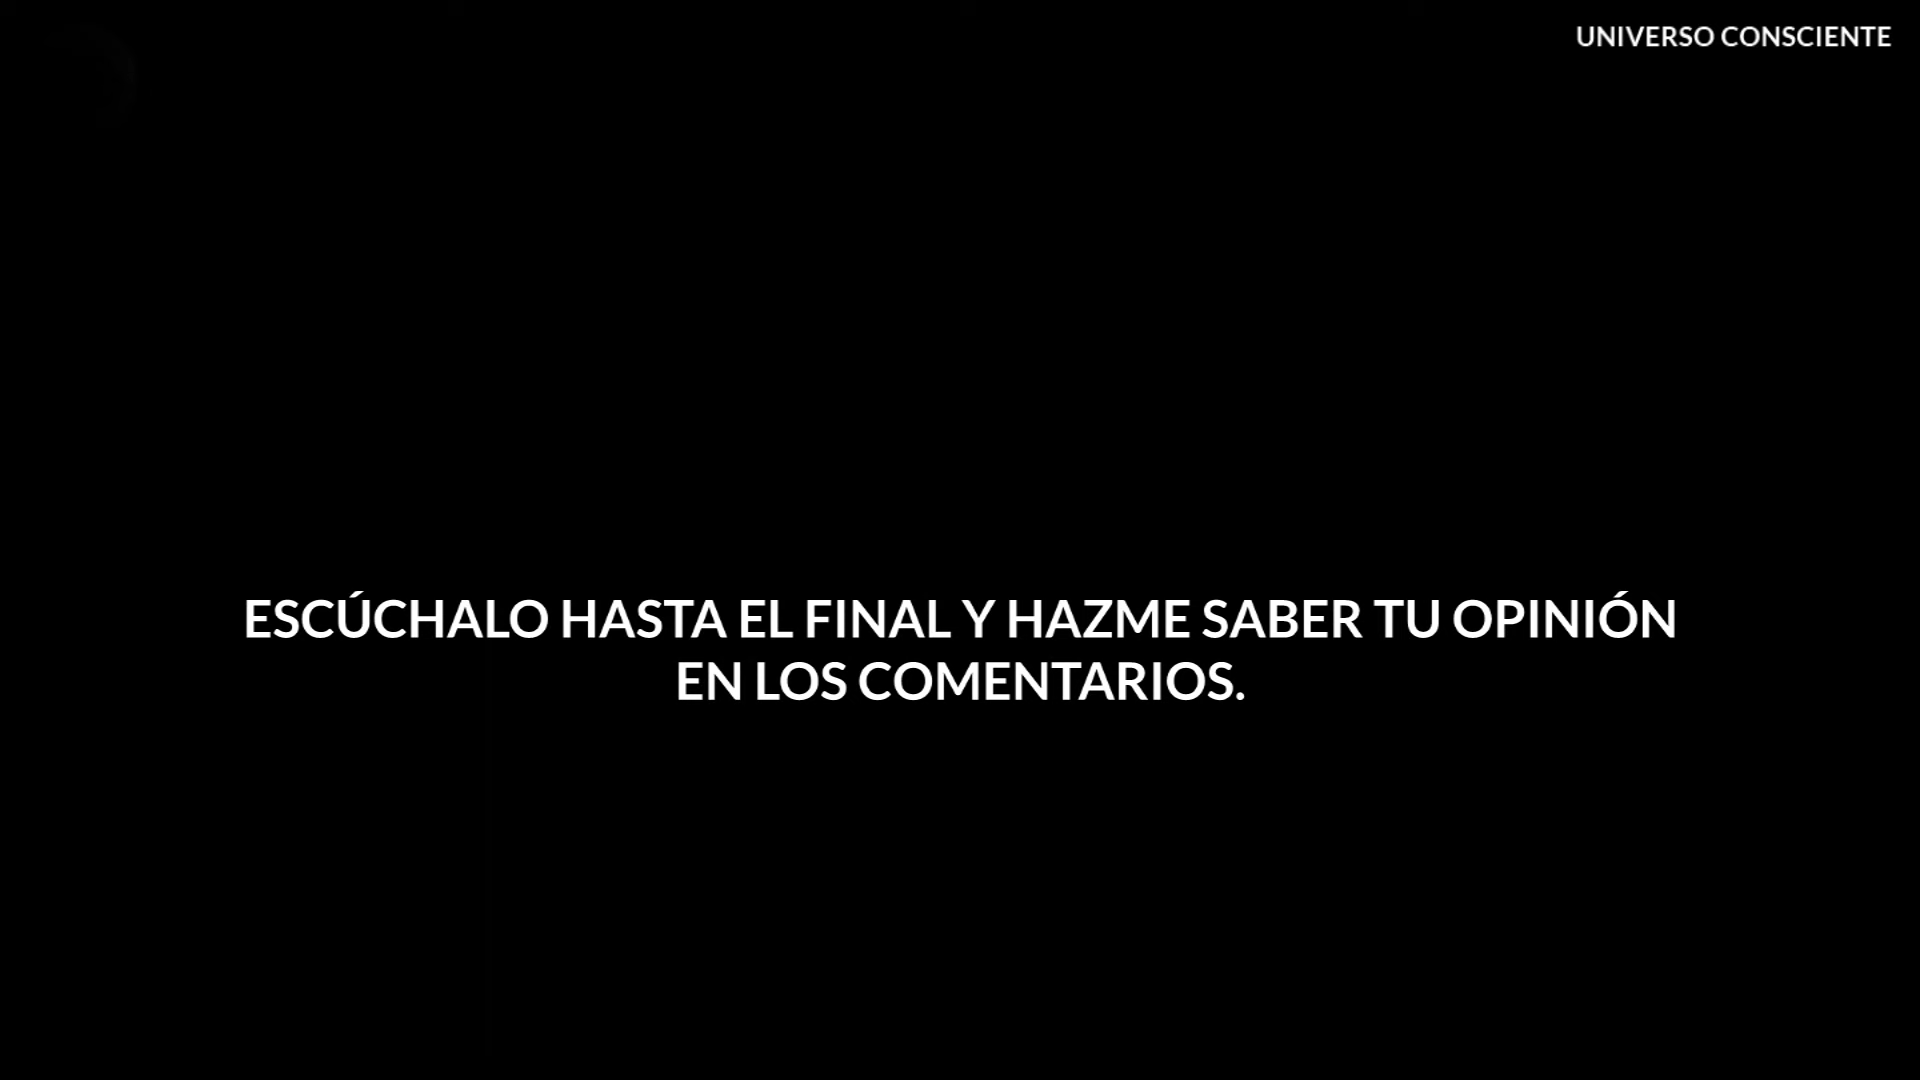 UNIVERSO CONSCIENTE
ESCÚCHALO HASTA EL FINAL Y HAZME SABER TU OPINIÓN
EN LOS COMENTARIOS.